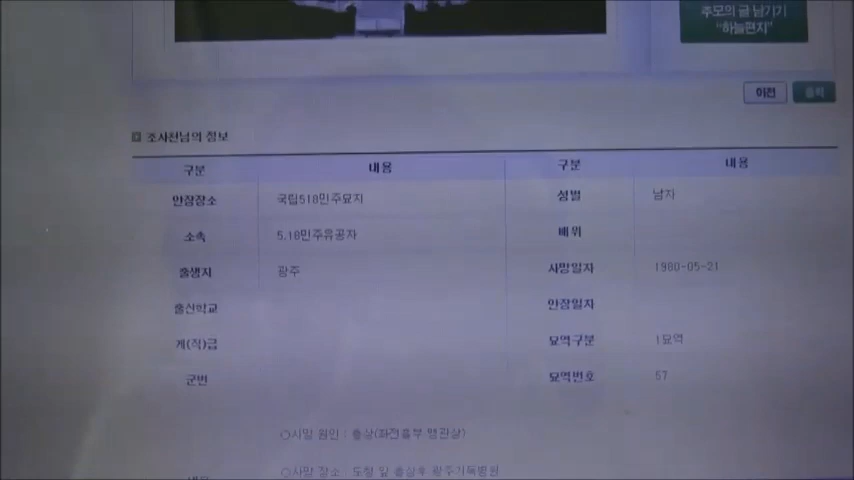 추모의 글 남기기
"하늘편지"
이전 출력
조사천님의 정보
구분 내용 구분 내용
안장장소 국립518민주묘지 성별 남자
소속 5.18민주유공자 배위
출생지 광주 사망일자 1980-05-21
출신학교 안장일자
계(직)급 묘역구분 1묘역
군번 묘역번호 57
○사망 원인 : 총상(좌전흉부 맹관상)
○사망 장소 : 도청 앞 총상후 광주기독병원